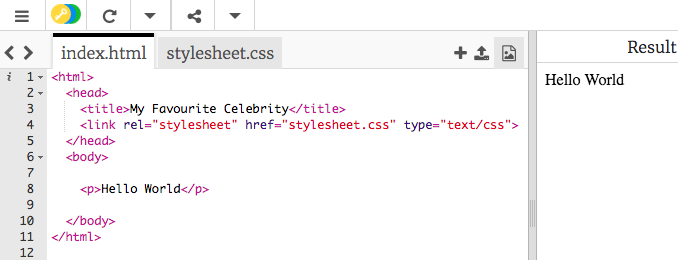 index.html stylesheet.css
Result
i 1 <html>
2 <head>
3 <title>My Favourite Celebrity</title>
4 <link rel="stylesheet" href="stylesheet.css" type="text/css">
5 </head>
6 <body>
7
8 <p>Hello World</p>
9
10 </body>
11 </html>
12
Hello World